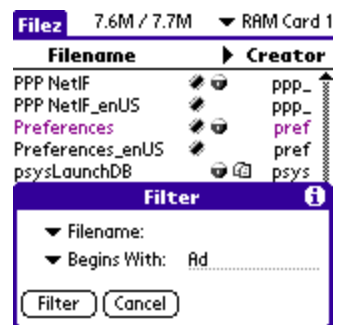 Filez 7.6M / 7.7M RAM Card 1
Filename Creator
PPP NetIF ppp_
PPP NetIF_enUS ppp_
Preferences pref
Preferences_enUS pref
psysLaunchDB psys
Filter i
Filename:
Begins With: Ad
Filter Cancel